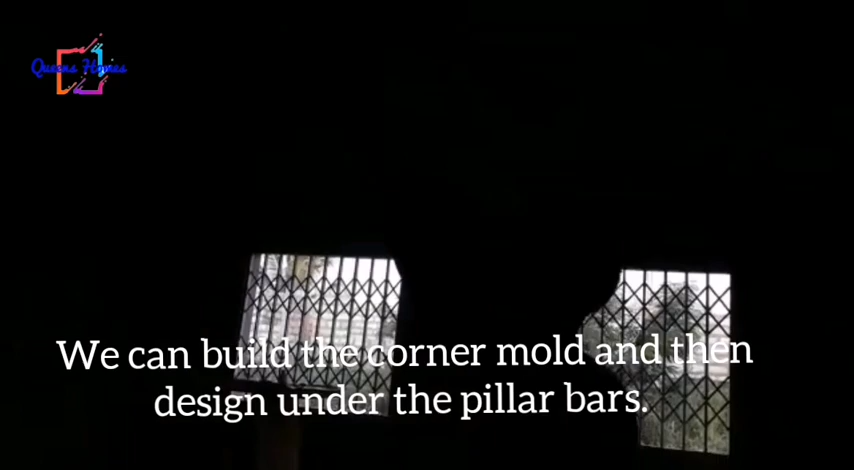 Queens Homes
We can build the corner mold and then
design under the pillar bars.